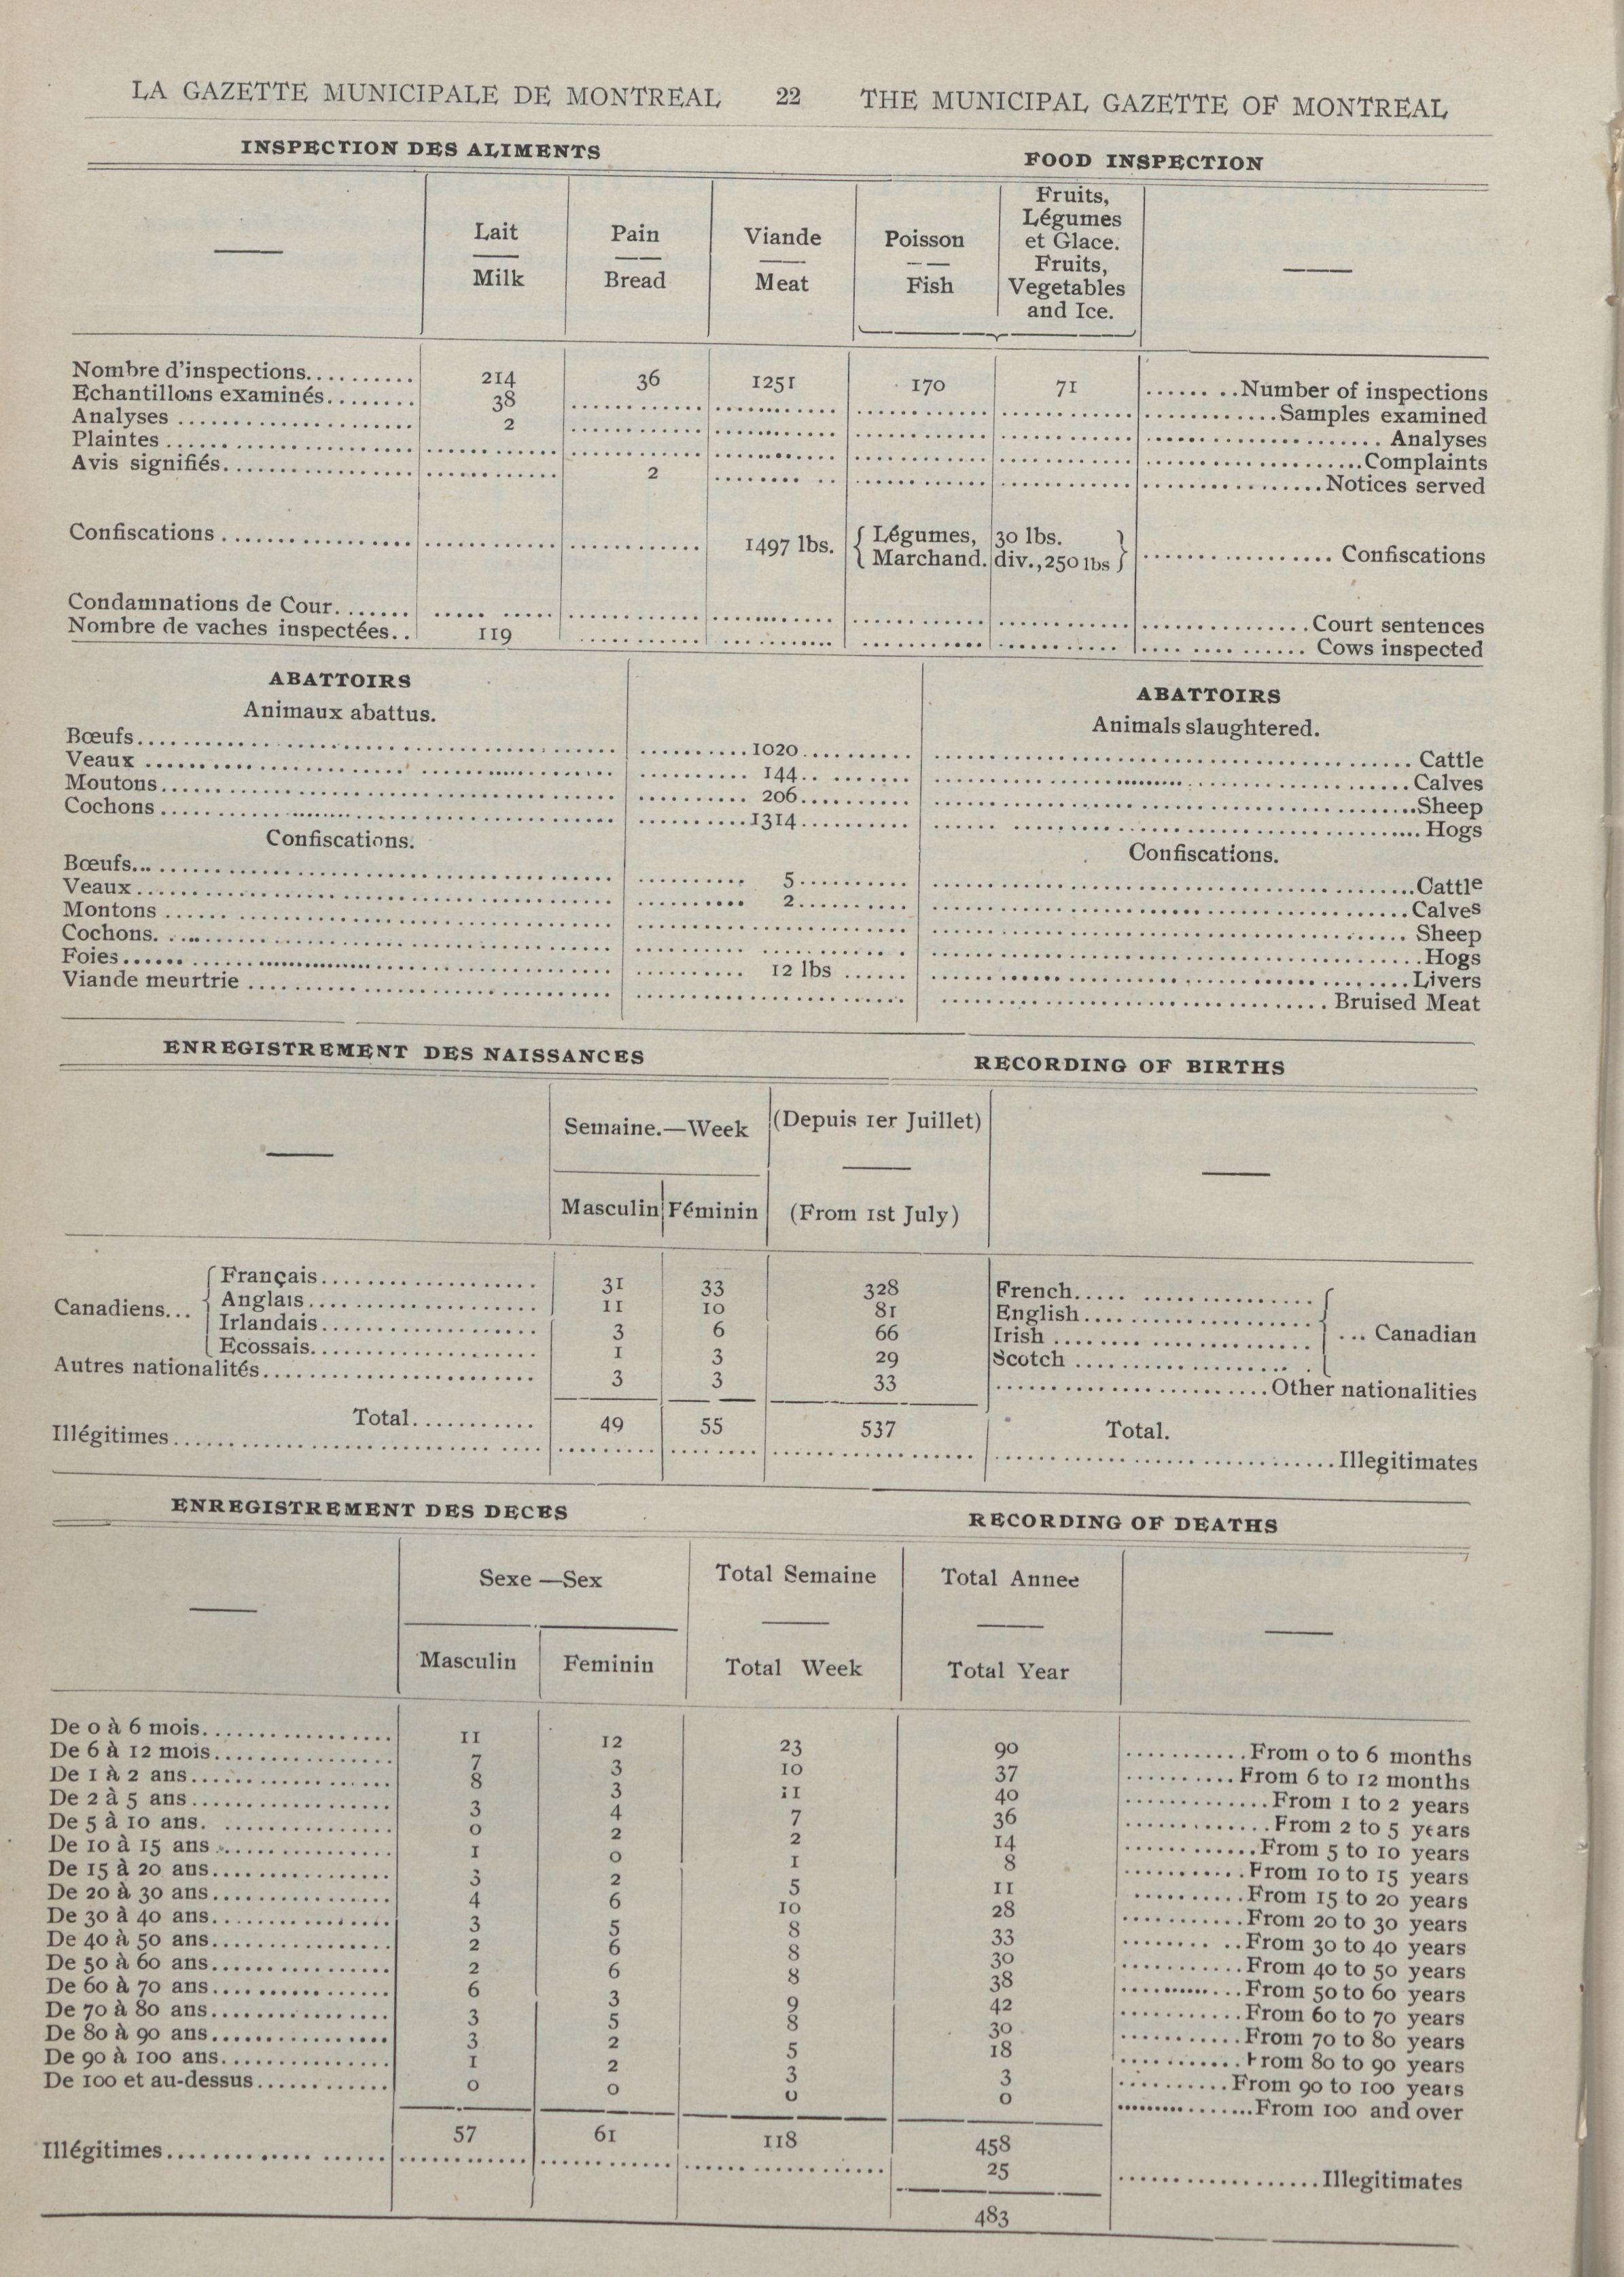 LA GAZETTE MUNICIPALE DE MONTREAL 22 THE MUNICIPAL GAZETTE OF MONTREAL
INSPECTION DES ALIMENTS FOOD INSPECTION
Lait Milk Pain Bread Viande Meat Poisson Fish Fruits, Légumes et Glace. Fruits, Vegetables and Ice.
Nombre d'inspections.......... 214 36 1251 170 71 ........Number of inspections
Echantillons examinés........ 38 ............ ............ ............ ............ ............Samples examined
Analyses .................... 2 ............ ............ ............ ............ .................... Analyses
Plaintes .................... ............ ............ ............ ............ ............ ...................Complaints
Avis signifiés................. ............ 2 .......... ............ ............ ................Notices served
Confiscations ................. ............ ............ 1497 lbs. { Légumes, 30 lbs. } ................ Confiscations
{ Marchand. div., 250 lbs }
Condamnations de Cour....... ..... ..... ............ ............ ............ ............ ...............Court sentences
Nombre de vaches inspectées.. 119 ........... .......... ........... .......... .... .... ...... Cows inspected
ABATTOIRS ABATTOIRS
Animaux abattus. Animals slaughtered.
Bœufs.................... ..........1020.......... .................... Cattle
Veaux .................... .......... 144.. ....... ....................Calves
Moutons.................... .......... 206.......... ....................Sheep
Cochons.................... ..........1314.......... .................... Hogs
Confiscations. Confiscations.
Bœufs.................... .......... 5.......... ....................Cattle
Veaux.................... .......... 2.......... ....................Calves
Montons .................... .................... .................... Sheep
Cochons..................... .................... ....................Hogs
Foies.................... .......... 12 lbs ...... ....................Livers
Viande meurtrie .................... .................... .................... Bruised Meat
ENREGISTREMENT DES NAISSANCES RECORDING OF BIRTHS
Semaine.—Week (Depuis 1er Juillet)
Masculin Féminin (From 1st July)
Français................... 31 33 328 French....................
Canadiens... Anglais.................... 11 10 81 English....................
Irlandais................... 3 6 66 Irish .................... ... Canadian
Ecossais.................... 1 3 29 Scotch ...................
Autres nationalités........................ 3 3 33 ........................Other nationalities
Total........... 49 55 537 Total.
Illégitimes.................... ......... ........ .................. ....................Illegitimates
ENREGISTREMENT DES DECES RECORDING OF DEATHS
Sexe —Sex Total Semaine Total Annee
Masculin Feminin Total Week Total Year
De 0 à 6 mois................. 11 12 23 90 ...........From 0 to 6 months
De 6 à 12 mois................ 7 3 10 37 ..........From 6 to 12 months
De 1 à 2 ans.................. 8 3 11 40 .............From 1 to 2 years
De 2 à 5 ans.................. 3 4 7 36 .............From 2 to 5 years
De 5 à 10 ans. ............... 0 2 2 14 ............From 5 to 10 years
De 10 à 15 ans ................ 1 0 1 8 ...........From 10 to 15 years
De 15 à 20 ans................ 3 2 5 11 ..........From 15 to 20 years
De 20 à 30 ans................ 4 6 10 28 ...........From 20 to 30 years
De 30 à 40 ans................ 3 5 8 33 ........ ..From 30 to 40 years
De 40 à 50 ans................ 2 6 8 30 ...........From 40 to 50 years
De 50 à 60 ans................ 2 6 8 38 ............From 50 to 60 years
De 60 à 70 ans................ 6 3 9 42 ...........From 60 to 70 years
De 70 à 80 ans................ 3 5 8 30 ...........From 70 to 80 years
De 80 à 90 ans................ 3 2 5 18 ...........From 80 to 90 years
De 90 à 100 ans............... 1 2 3 3 ..........From 90 to 100 years
De 100 et au-dessus............ 0 0 0 0 ................From 100 and over
57 61 118 458
Illégitimes.................... ........... ............ .................. 25 ..................Illegitimates
483